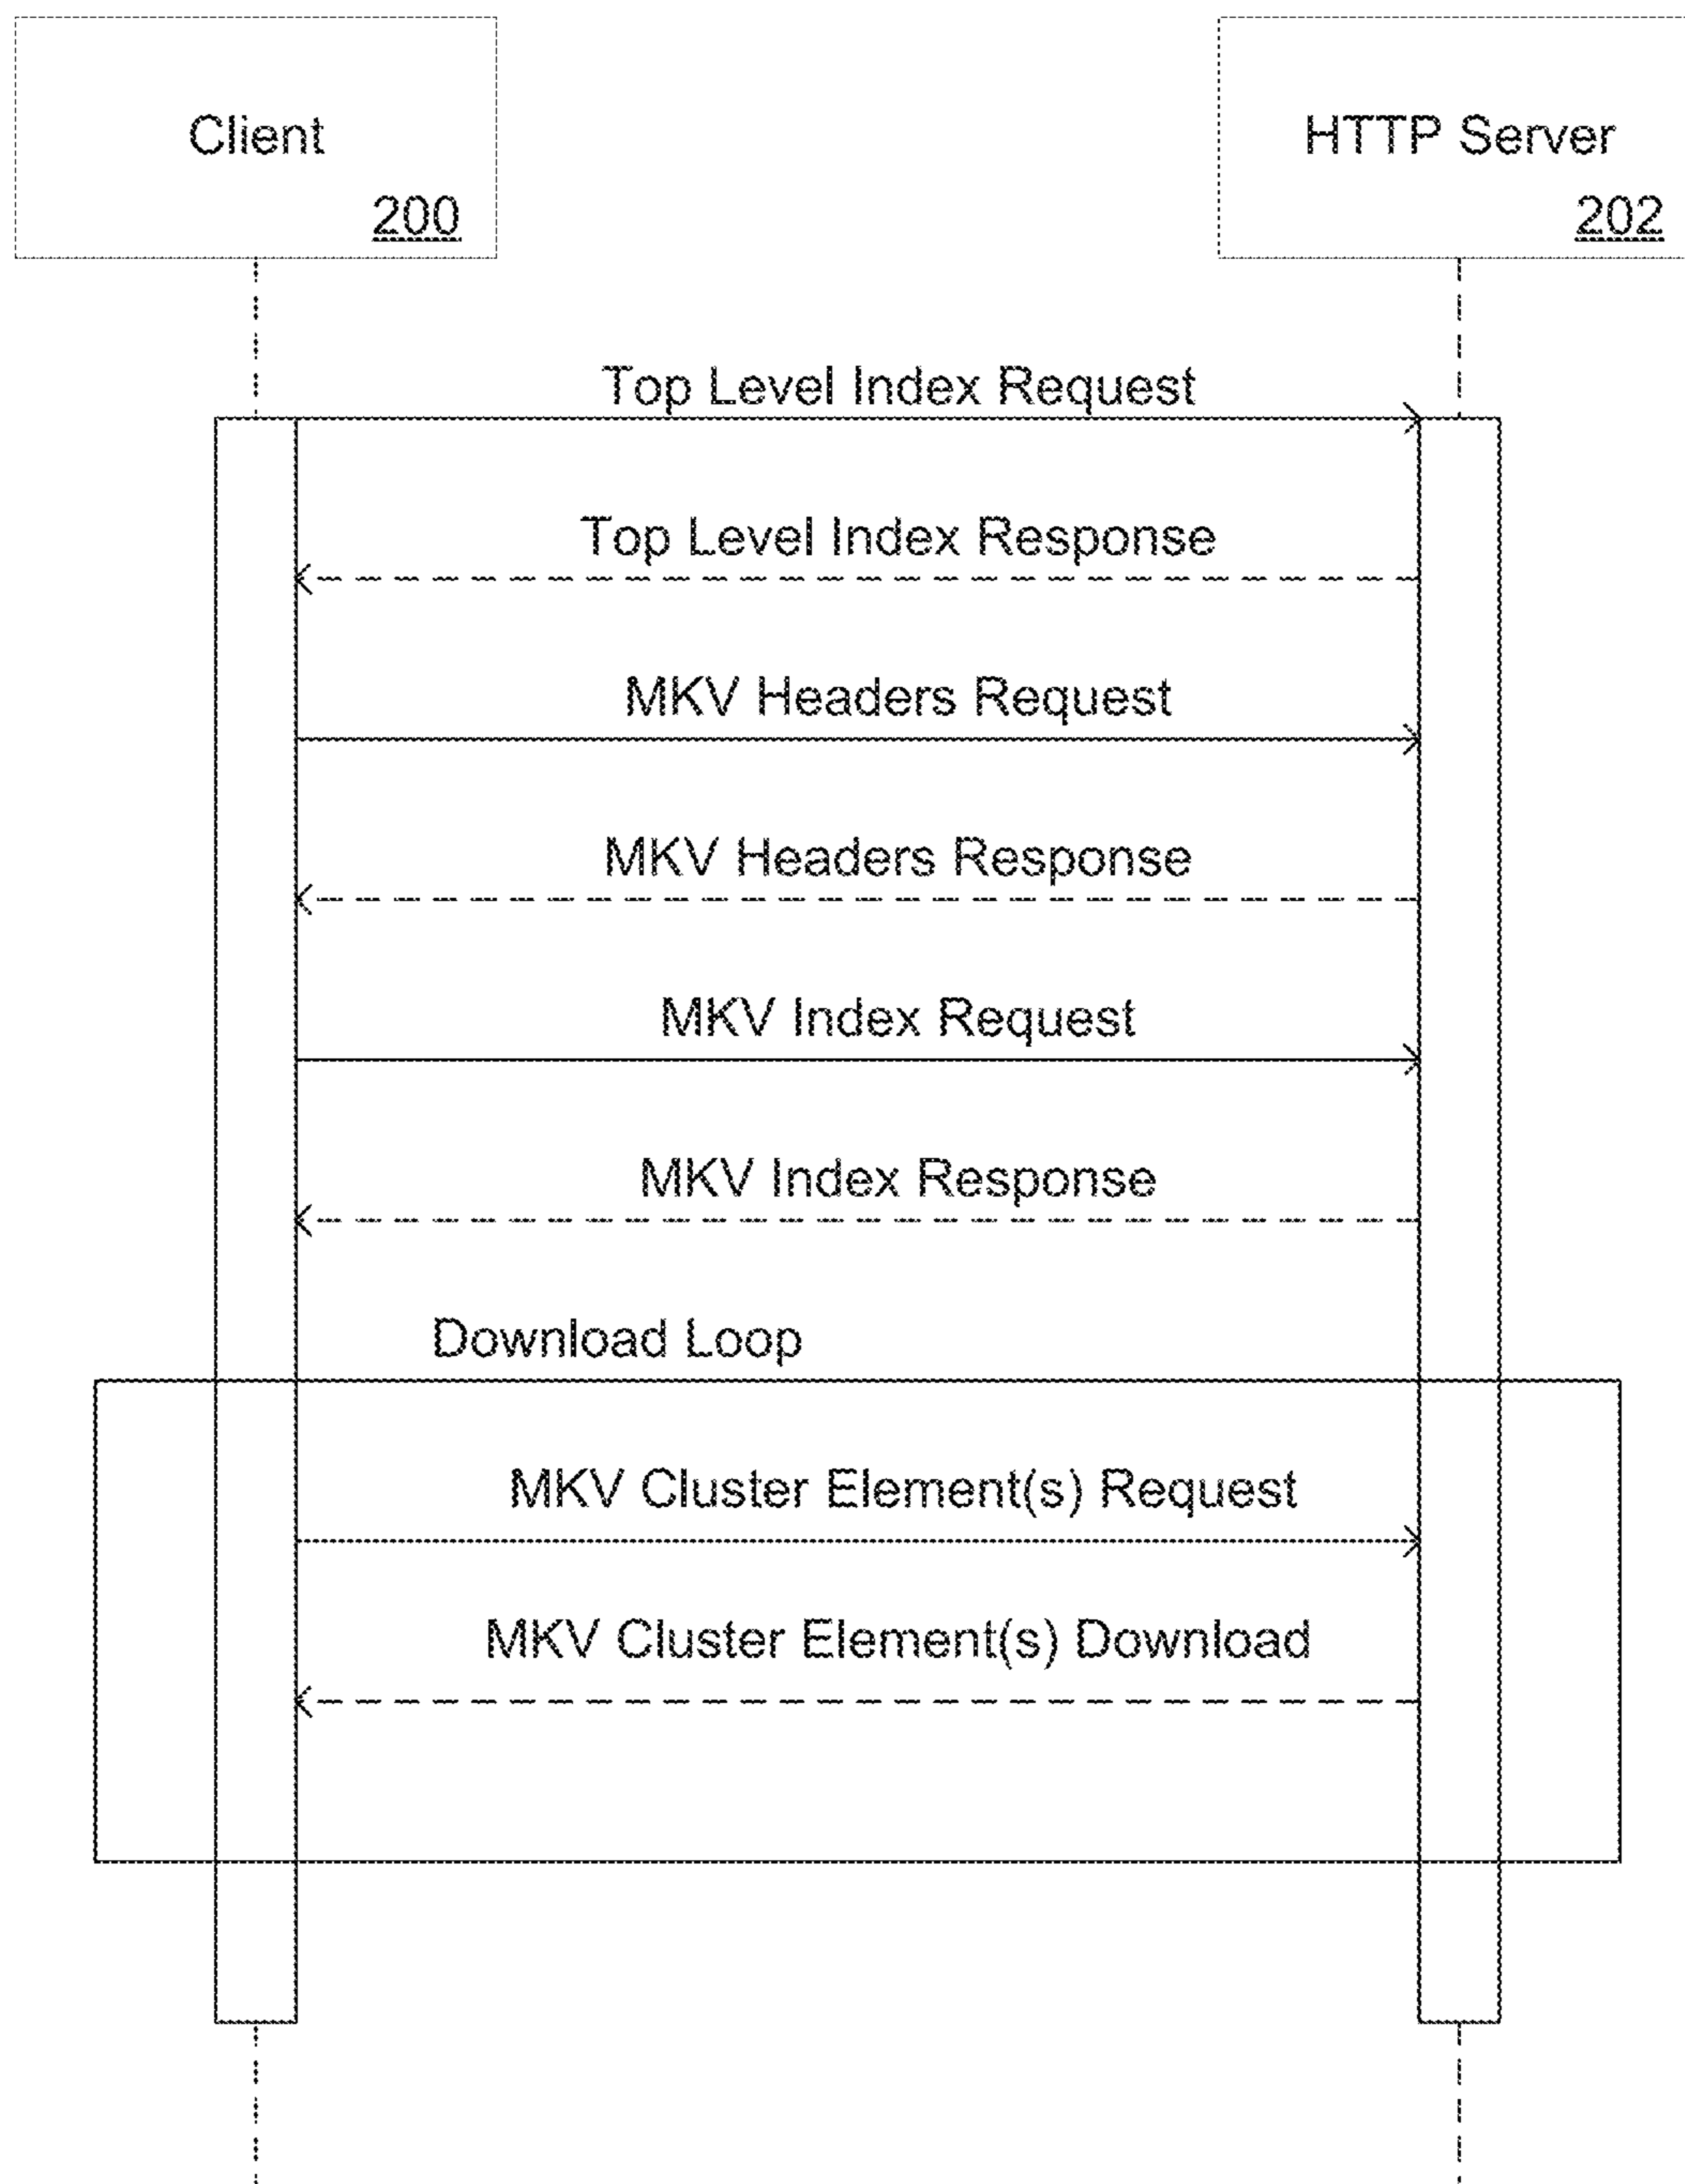 Client
200
HTTP Server
202
Top Level Index Request
Top Level Index Response
MKV Headers Request
MKV Headers Response
MKV Index Request
MKV Index Response
Download Loop
MKV Cluster Element(s) Request
MKV Cluster Element(s) Download